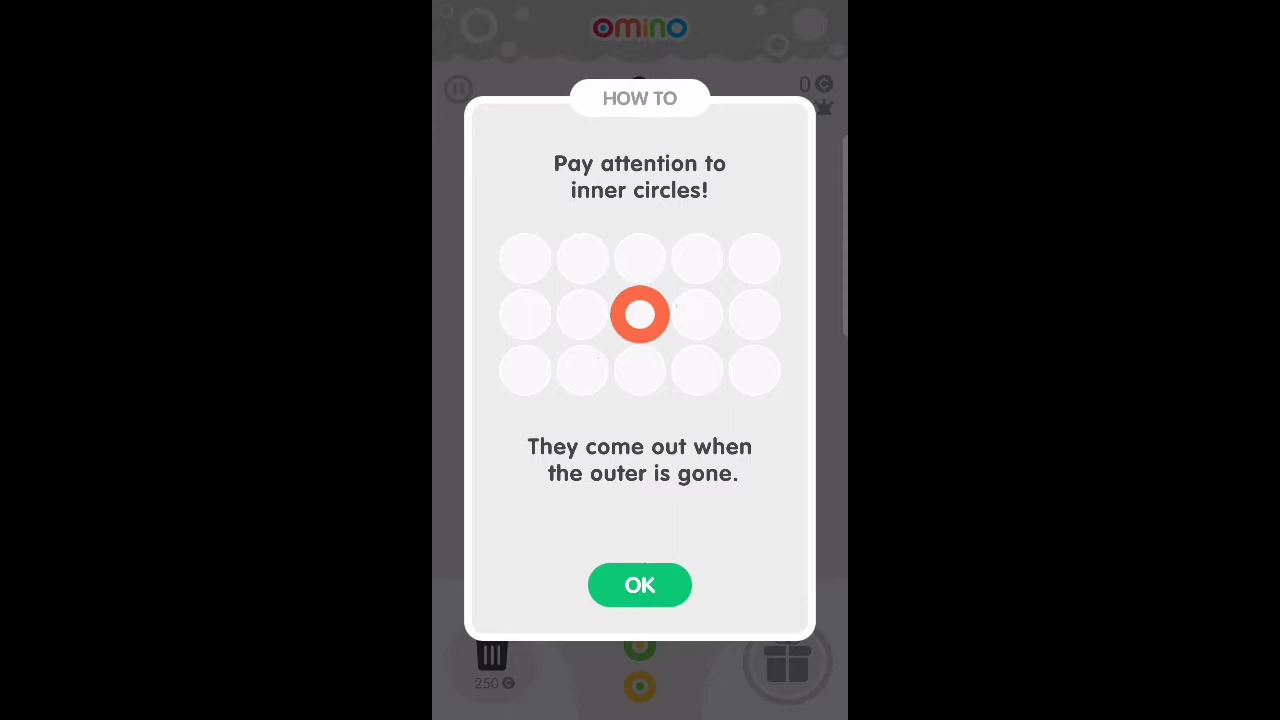 omino
0 C
HOW TO
Pay attention to
inner circles!
They come out when
the outer is gone.
OK
250 C